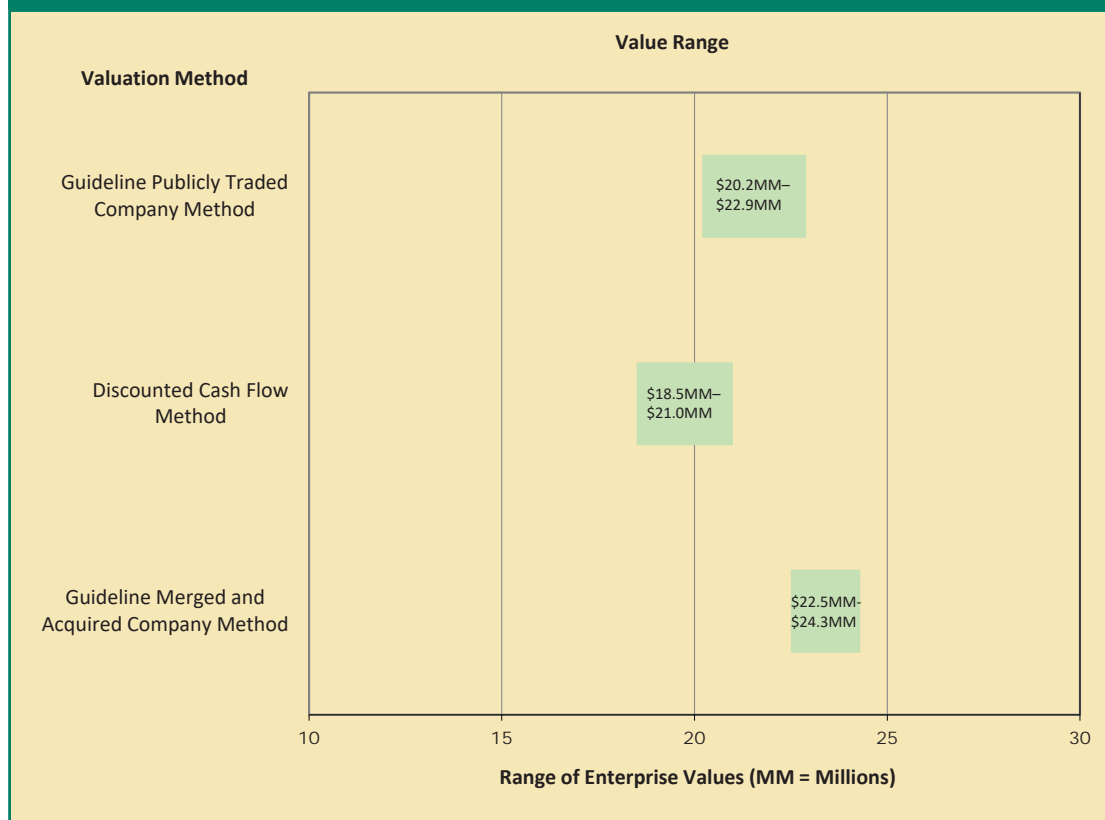 Value Range
Valuation Method
Guideline Publicly Traded
Company Method
$20.2MM–
$22.9MM
Discounted Cash Flow
Method
$18.5MM–
$21.0MM
Guideline Merged and
Acquired Company Method
$22.5MM-
$24.3MM
10 15 20 25 30
Range of Enterprise Values (MM = Millions)